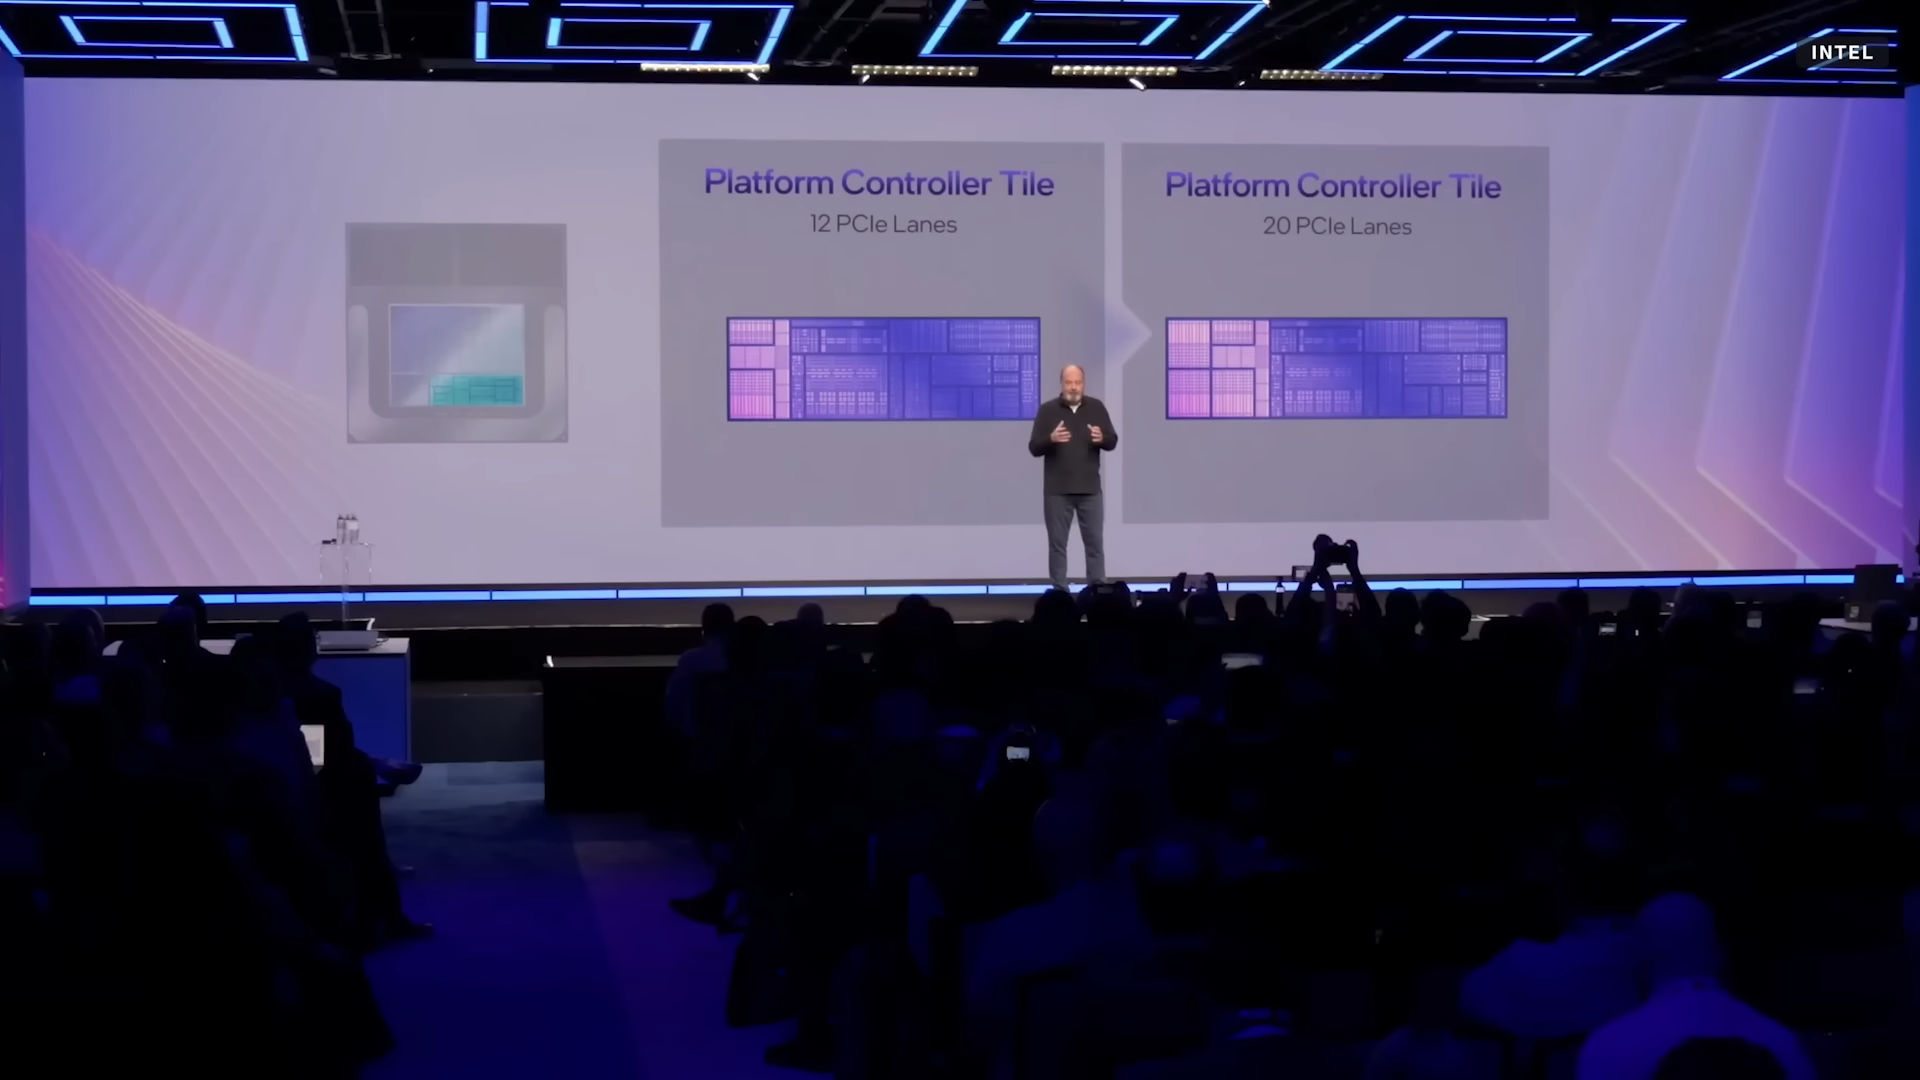 INTEL
Platform Controller Tile
12 PCIe Lanes
Platform Controller Tile
20 PCIe Lanes